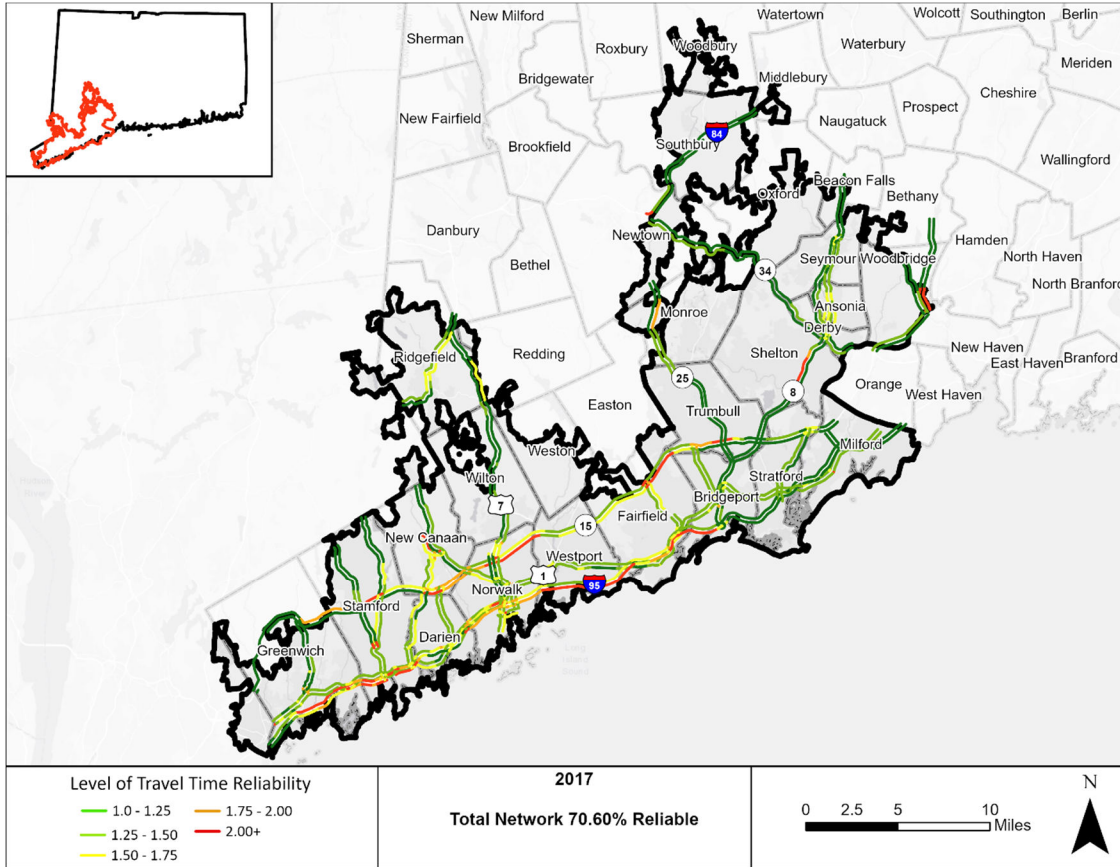 New Milford
Watertown
Wolcott
Southington
Berlin
Sherman
Roxbury
Woodbury
Waterbury
Meriden
Bridgewater
Middlebury
Cheshire
Prospect
New Fairfield
84
Naugatuck
Brookfield
Southbury
Wallingford
Beacon Falls
Oxford
Bethany
Danbury
Newtown
Hamden
Bethel
Seymour
Woodbridge
North Haven
34
North Branford
Monroe
Ansonia
Derby
Ridgefield
Redding
Shelton
New Haven
East Haven
Branford
25
Orange
8
West Haven
Easton
Trumbull
Weston
Milford
Wilton
Stratford
Bridgeport
7
Fairfield
15
New Canaan
Westport
1
95
Norwalk
Stamford
Darien
Greenwich
Level of Travel Time Reliability
1.0 - 1.25
1.25 - 1.50
1.50 - 1.75
1.75 - 2.00
2.00+
2017
Total Network 70.60% Reliable
0 2.5 5 10
Miles
N